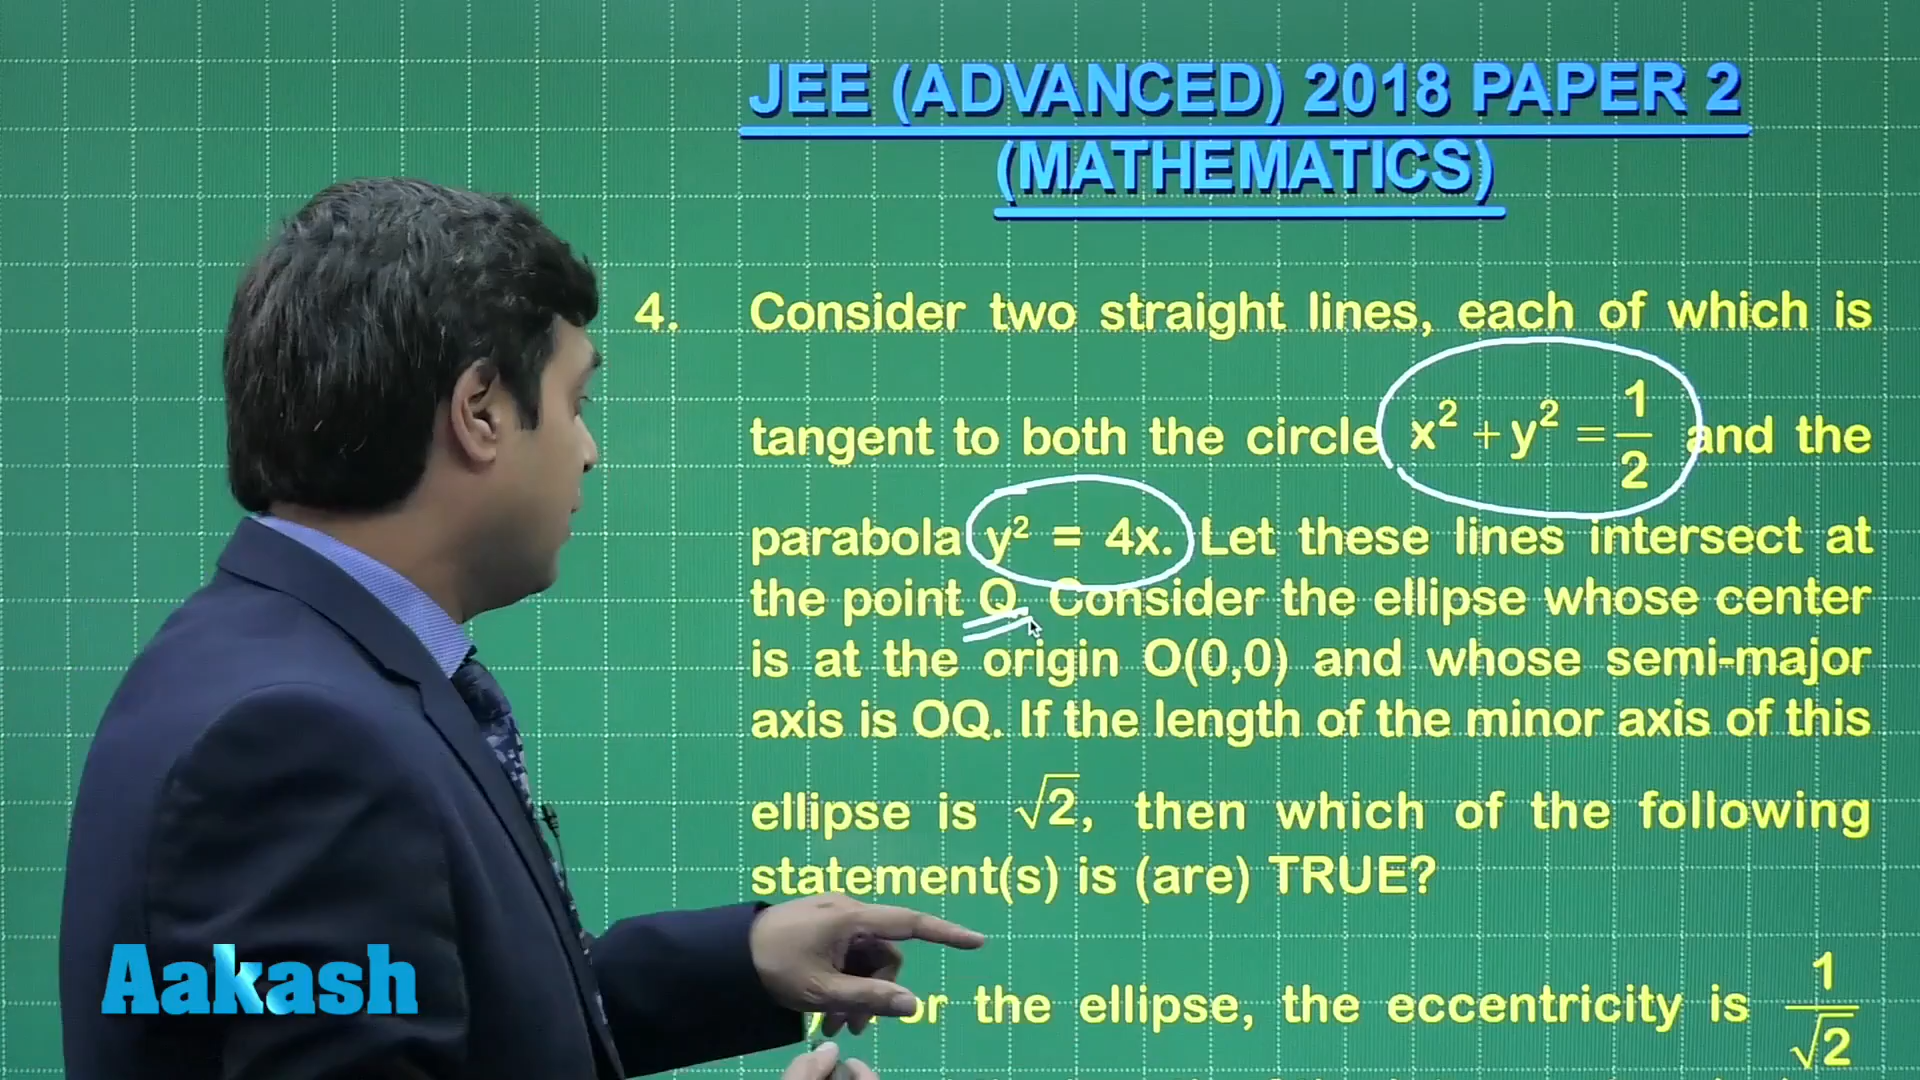 JEE (ADVANCED) 2018 PAPER 2
(MATHEMATICS)
4. Consider two straight lines, each of which is
tangent to both the circle x² + y² = 1/2 and the
parabola y² = 4x. Let these lines intersect at
the point Q. Consider the ellipse whose center
is at the origin O(0,0) and whose semi-major
axis is OQ. If the length of the minor axis of this
ellipse is √2, then which of the following
statement(s) is (are) TRUE?
the ellipse, the eccentricity is 1/√2
Aakash